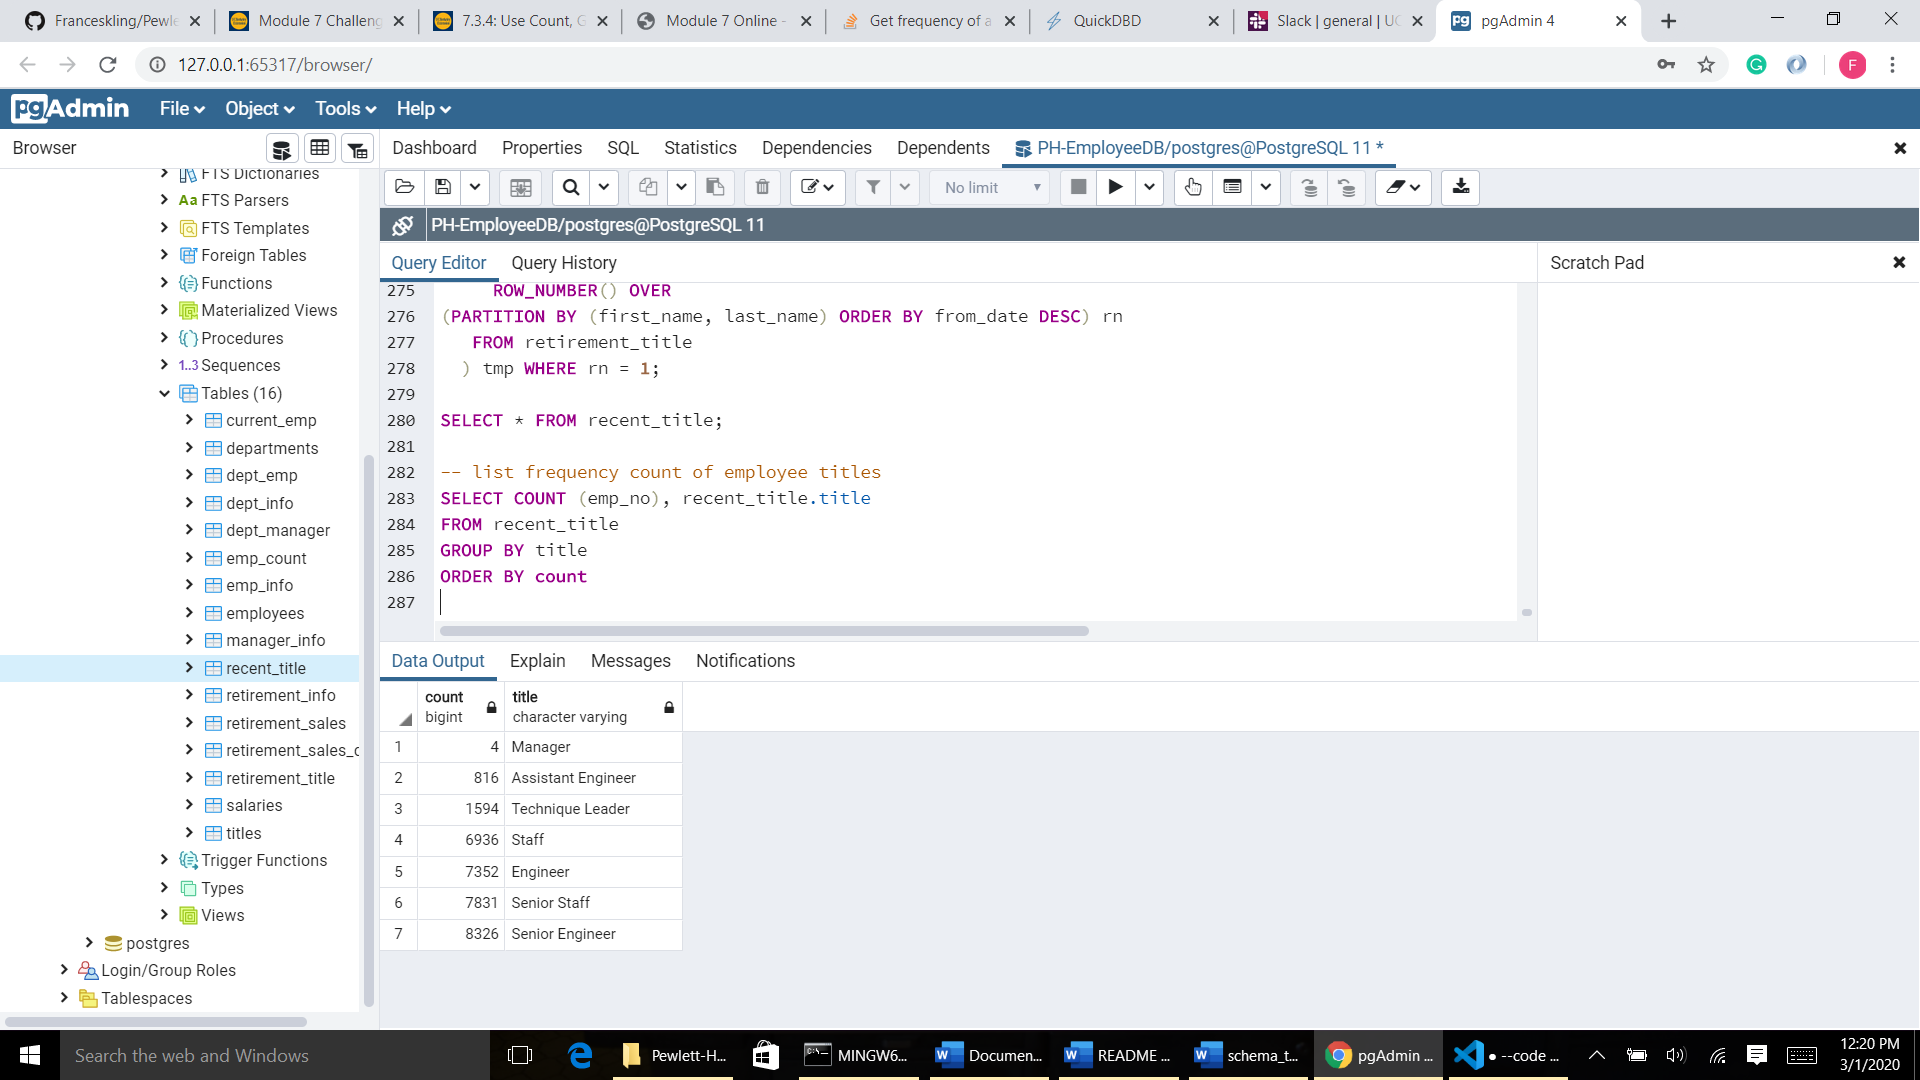 Franceskling/Pewle
Module 7 Challeng
7.3.4: Use Count, G
Module 7 Online -
Get frequency of a
QuickDBD
Slack | general | UC
pgAdmin 4
127.0.0.1:65317/browser/
F
pgAdmin
File
Object
Tools
Help
Browser
Dashboard
Properties
SQL
Statistics
Dependencies
Dependents
PH-EmployeeDB/postgres@PostgreSQL 11 *
No limit
PH-EmployeeDB/postgres@PostgreSQL 11
Query Editor
Query History
Scratch Pad
FTS Dictionaries
Aa FTS Parsers
FTS Templates
Foreign Tables
Functions
Materialized Views
Procedures
1..3 Sequences
Tables (16)
current_emp
departments
dept_emp
dept_info
dept_manager
emp_count
emp_info
employees
manager_info
recent_title
retirement_info
retirement_sales
retirement_sales_c
retirement_title
salaries
titles
Trigger Functions
Types
Views
postgres
Login/Group Roles
Tablespaces
275 ROW_NUMBER() OVER
276 (PARTITION BY (first_name, last_name) ORDER BY from_date DESC) rn
277 FROM retirement_title
278 ) tmp WHERE rn = 1;
279
280 SELECT * FROM recent_title;
281
282 -- list frequency count of employee titles
283 SELECT COUNT (emp_no), recent_title.title
284 FROM recent_title
285 GROUP BY title
286 ORDER BY count
287
Data Output
Explain
Messages
Notifications
count bigint
title character varying
1 4 Manager
2 816 Assistant Engineer
3 1594 Technique Leader
4 6936 Staff
5 7352 Engineer
6 7831 Senior Staff
7 8326 Senior Engineer
Search the web and Windows
Pewlett-H...
MINGW6...
Documen...
README ...
schema_t...
pgAdmin ...
● --code ...
12:20 PM
3/1/2020